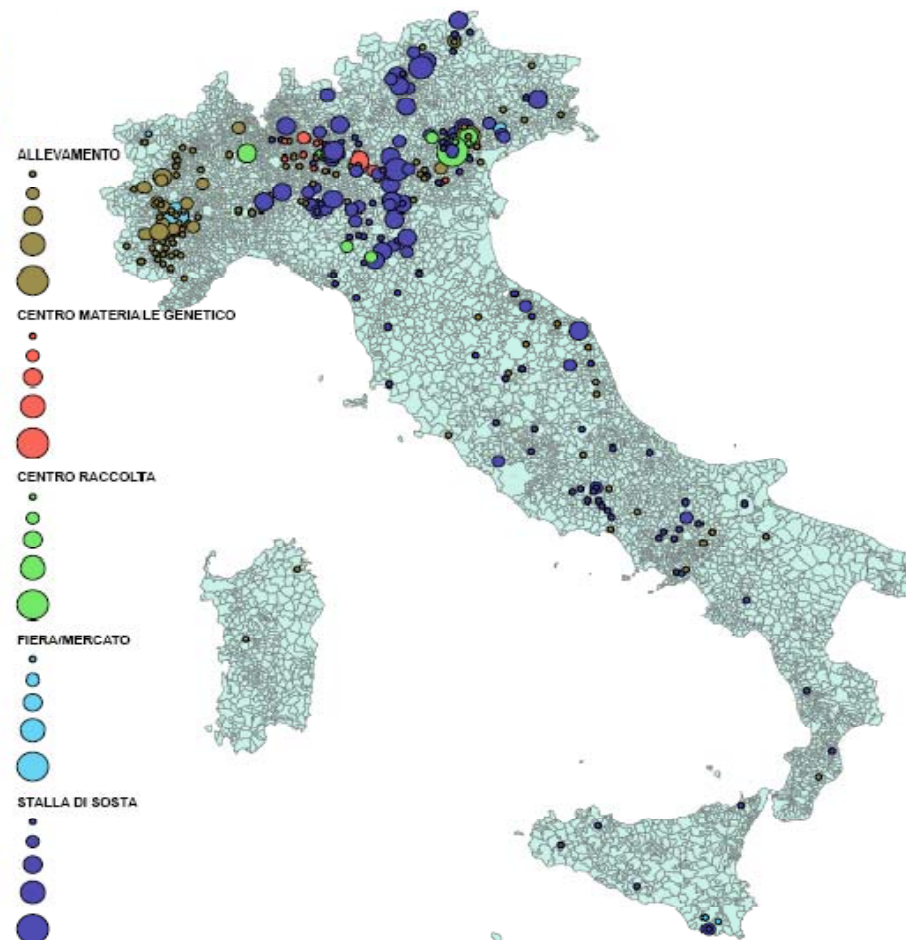 ALLEVAMENTO
CENTRO MATERIALE GENETICO
CENTRO RACCOLTA
FIERA/MERCATO
STALLA DI SOSTA